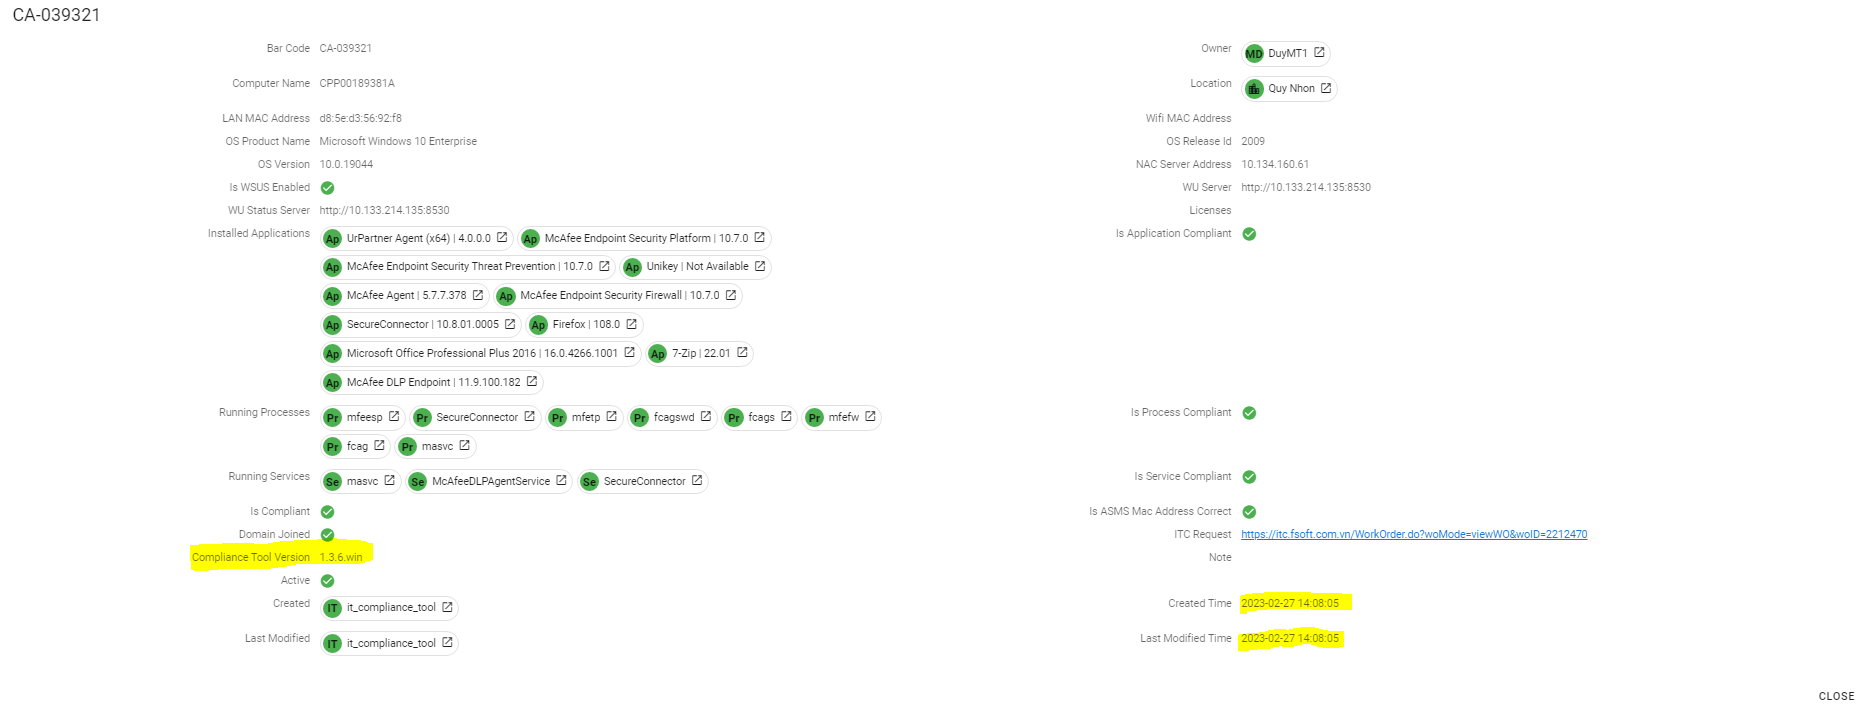 CA-039321
Bar Code CA-039321
Owner MD DuyMT1
Computer Name CPP00189381A
Location Quy Nhon
LAN MAC Address d8:5e:d3:56:92:f8
Wifi MAC Address
OS Product Name Microsoft Windows 10 Enterprise
OS Release Id 2009
OS Version 10.0.19044
NAC Server Address 10.134.160.61
Is WSUS Enabled
WU Server http://10.133.214.135:8530
WU Status Server http://10.133.214.135:8530
Licenses
Installed Applications
Ap UrPartner Agent (x64) | 4.0.0.0 Ap McAfee Endpoint Security Platform | 10.7.0
Ap McAfee Endpoint Security Threat Prevention | 10.7.0 Ap Unikey | Not Available
Ap McAfee Agent | 5.7.7.378 Ap McAfee Endpoint Security Firewall | 10.7.0
Ap SecureConnector | 10.8.01.0005 Ap Firefox | 108.0
Ap Microsoft Office Professional Plus 2016 | 16.0.4266.1001 Ap 7-Zip | 22.01
Ap McAfee DLP Endpoint | 11.9.100.182
Is Application Compliant
Running Processes
Pr mfeesp Pr SecureConnector Pr mfetp Pr fcagswd Pr fcags Pr mfefw
Pr fcag Pr masvc
Is Process Compliant
Running Services Se masvc Se McAfeeDLPAgentService Se SecureConnector
Is Service Compliant
Is Compliant
Is ASMS Mac Address Correct
Domain Joined
ITC Request https://itc.fsoft.com.vn/WorkOrder.do?woMode=viewWO&woID=2212470
Compliance Tool Version 1.3.6.win
Note
Active
Created IT it_compliance_tool
Created Time 2023-02-27 14:08:05
Last Modified IT it_compliance_tool
Last Modified Time 2023-02-27 14:08:05
CLOSE